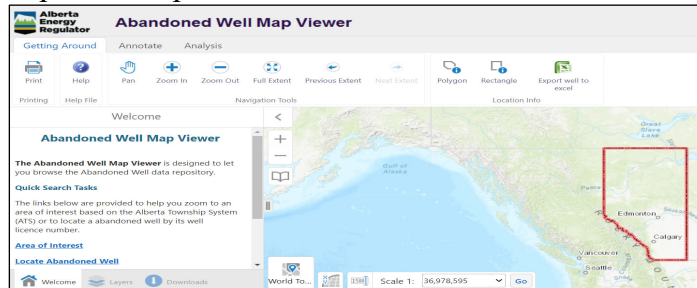 Alberta
Energy
Regulator
Abandoned Well Map Viewer
Getting Around Annotate Analysis
Print Help Pan Zoom In Zoom Out Full Extent Previous Extent Next Extent Polygon Rectangle Export well to
excel
Printing Help File Navigation Tools Location Info
Welcome
Abandoned Well Map Viewer
The Abandoned Well Map Viewer is designed to let
you browse the Abandoned Well data repository.
Quick Search Tasks
The links below are provided to help you zoom to an
area of interest based on the Alberta Township System
(ATS) or to locate a abandoned well by its well
licence number.
Area of Interest
Locate Abandoned Well
Welcome Layers Downloads
Great
Slave
Lake
Gulf of
Alaska
Peace
Edmonton
Calgary
Vancouver
Seattle
World To...
Scale 1: 36,978,595 Go